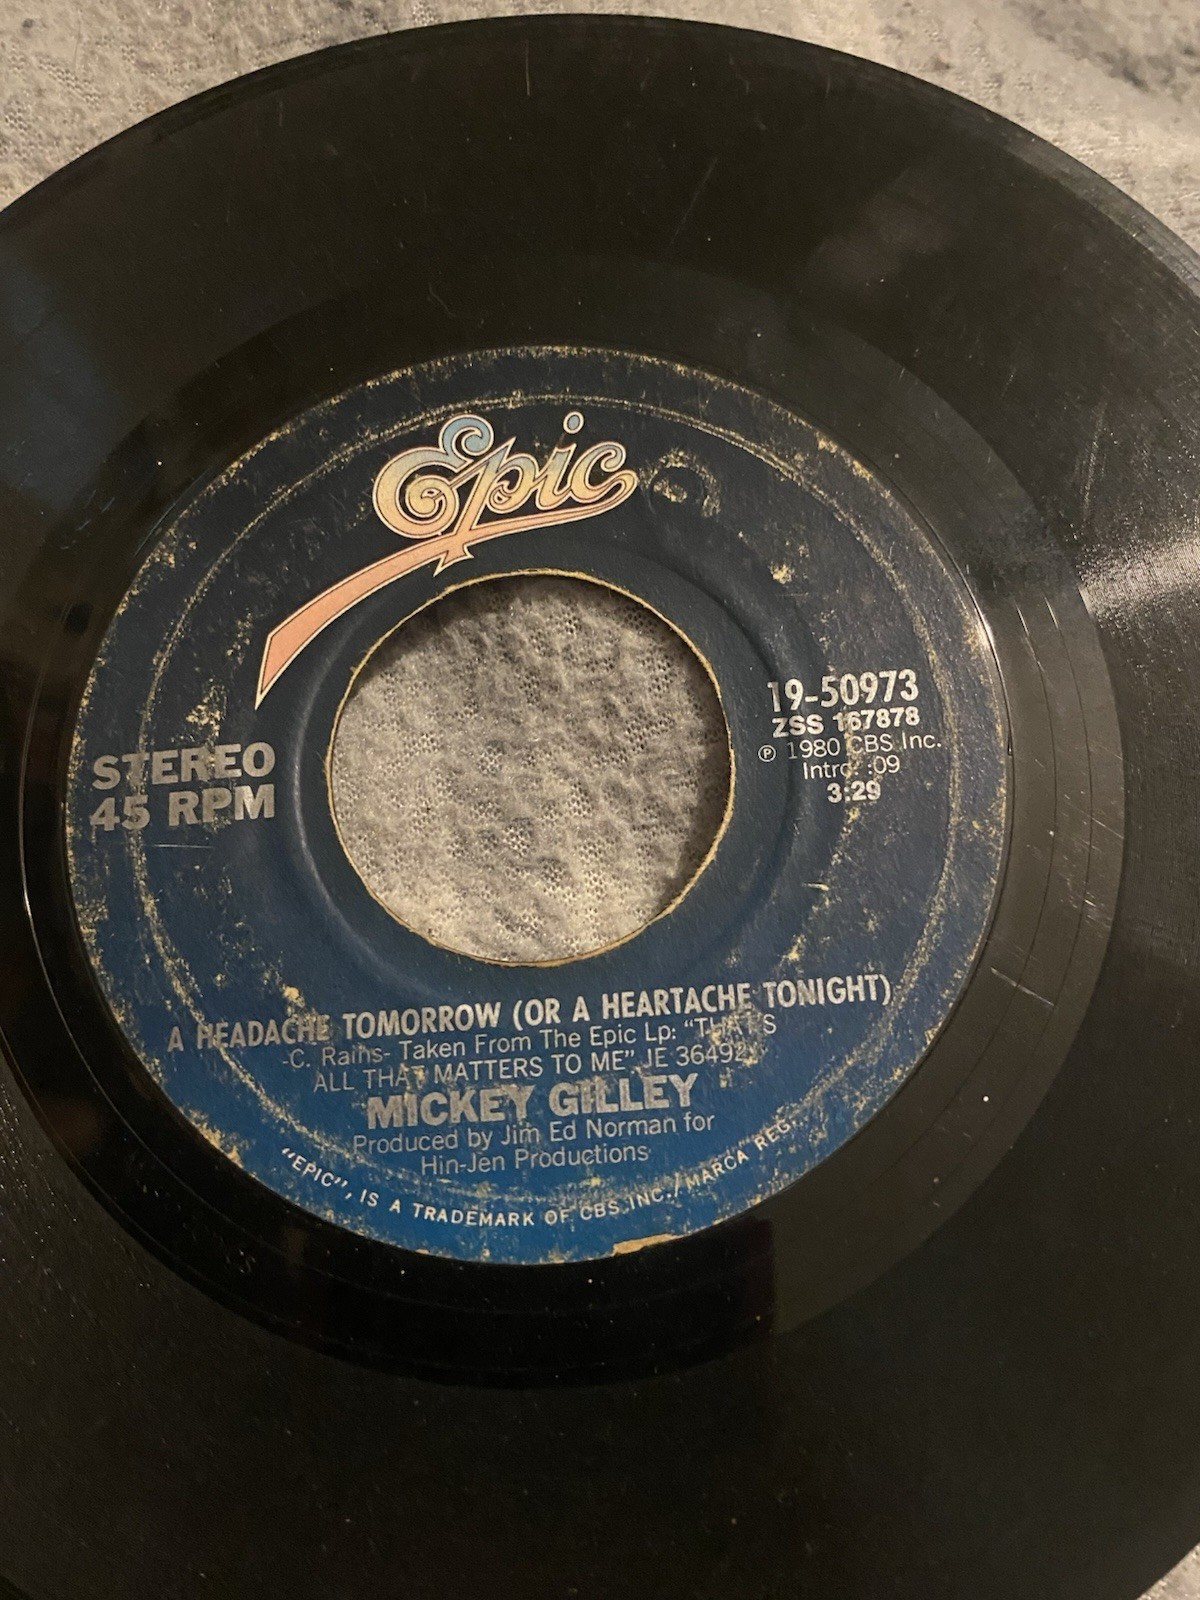 Epic
STEREO
45 RPM
19-50973
ZSS 167878
℗ 1980 CBS Inc.
Intro: :09
3:29
A HEADACHE TOMORROW (OR A HEARTACHE TONIGHT)
-C. Rains- Taken From The Epic Lp: "THAT'S
ALL THAT MATTERS TO ME" JE 36492
MICKEY GILLEY
Produced by Jim Ed Norman for
Hin-Jen Productions
"EPIC", IS A TRADEMARK OF CBS INC./MARCA REG.